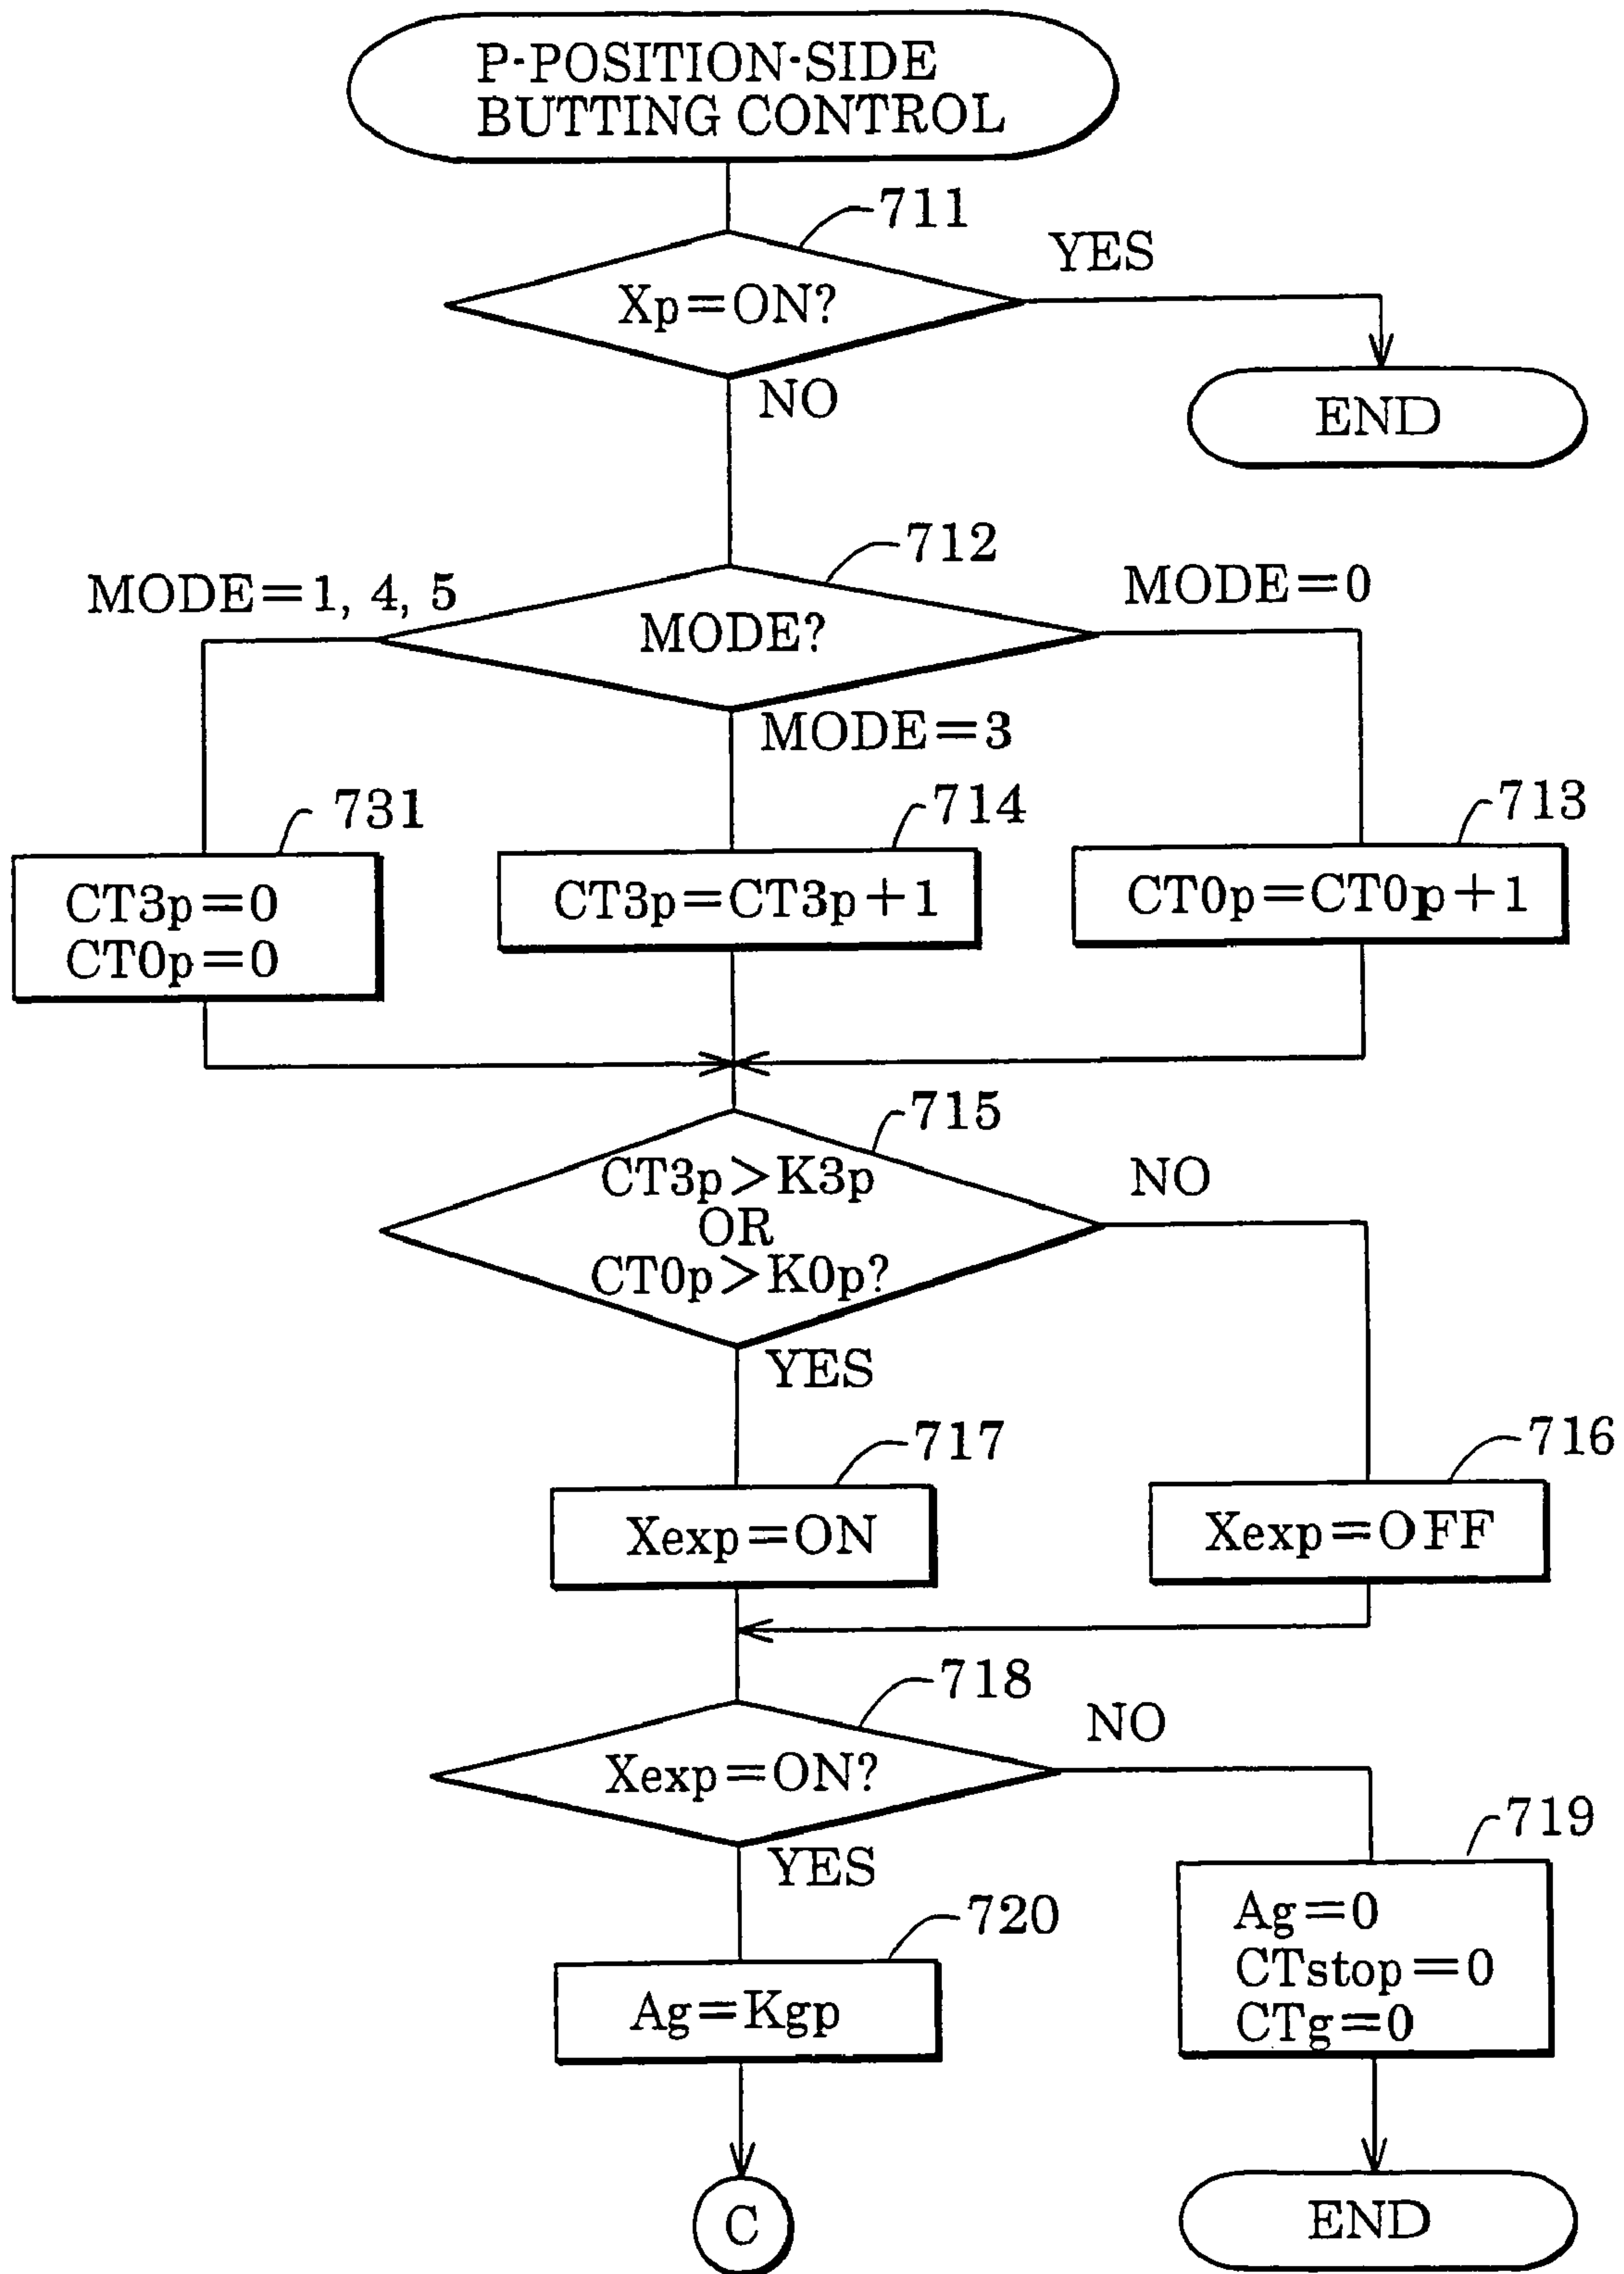 P-POSITION-SIDE
BUTTING CONTROL
711
YES
Xp=ON?
NO
END
712
MODE=1, 4, 5
MODE=0
MODE?
MODE=3
731
714
713
CT3p=0
CT0p=0
CT3p=CT3p+1
CT0p=CT0p+1
715
CT3p>K3p
OR
CT0p>K0p?
NO
YES
717
716
Xexp=ON
Xexp=OFF
718
NO
Xexp=ON?
YES
719
720
Ag=0
CTstop=0
CTg=0
Ag=Kgp
C
END